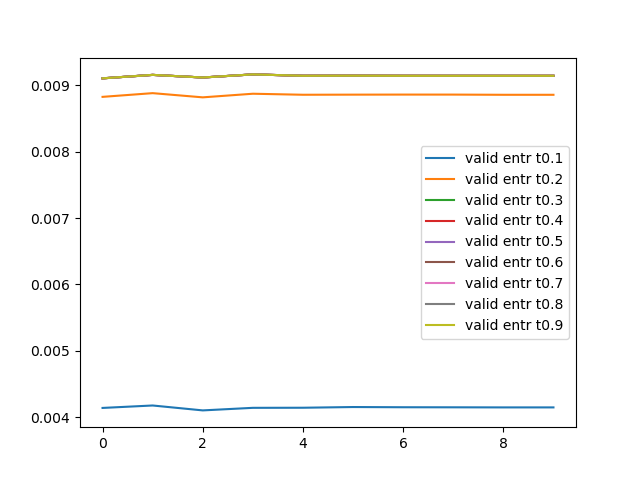 0.009
0.008
0.007
0.006
0.005
0.004
0 2 4 6 8
valid entr t0.1
valid entr t0.2
valid entr t0.3
valid entr t0.4
valid entr t0.5
valid entr t0.6
valid entr t0.7
valid entr t0.8
valid entr t0.9